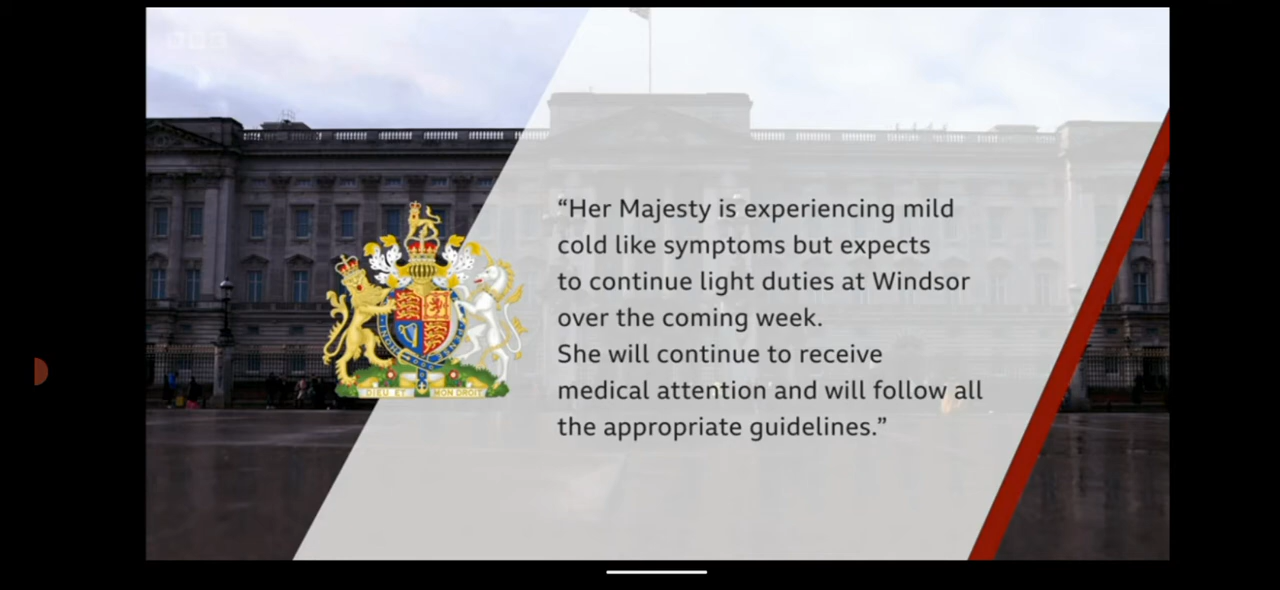 BBC
“Her Majesty is experiencing mild
cold like symptoms but expects
to continue light duties at Windsor
over the coming week.
She will continue to receive
medical attention and will follow all
the appropriate guidelines.”
DIEU ET MON DROIT